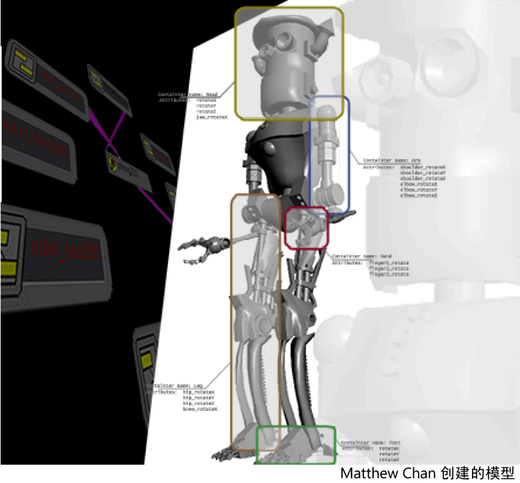 Container name: Head
Attributes: rotateX
rotateY
rotateZ
jaw_rotateX
Container name: Arm
Attributes: shoulder_rotateX
shoulder_rotateY
shoulder_rotateZ
elbow_rotateX
elbow_rotateY
elbow_rotateZ
Container name: Hand
Attributes: finger1_rotate
finger2_rotate
finger3_rotate
tainer name: Leg
ributes: hip_rotateX
hip_rotateY
hip_rotateZ
knee_rotateX
Container name: Foot
Attributes: rotateX
rotateY
rotateZ
Matthew Chan 创建的模型